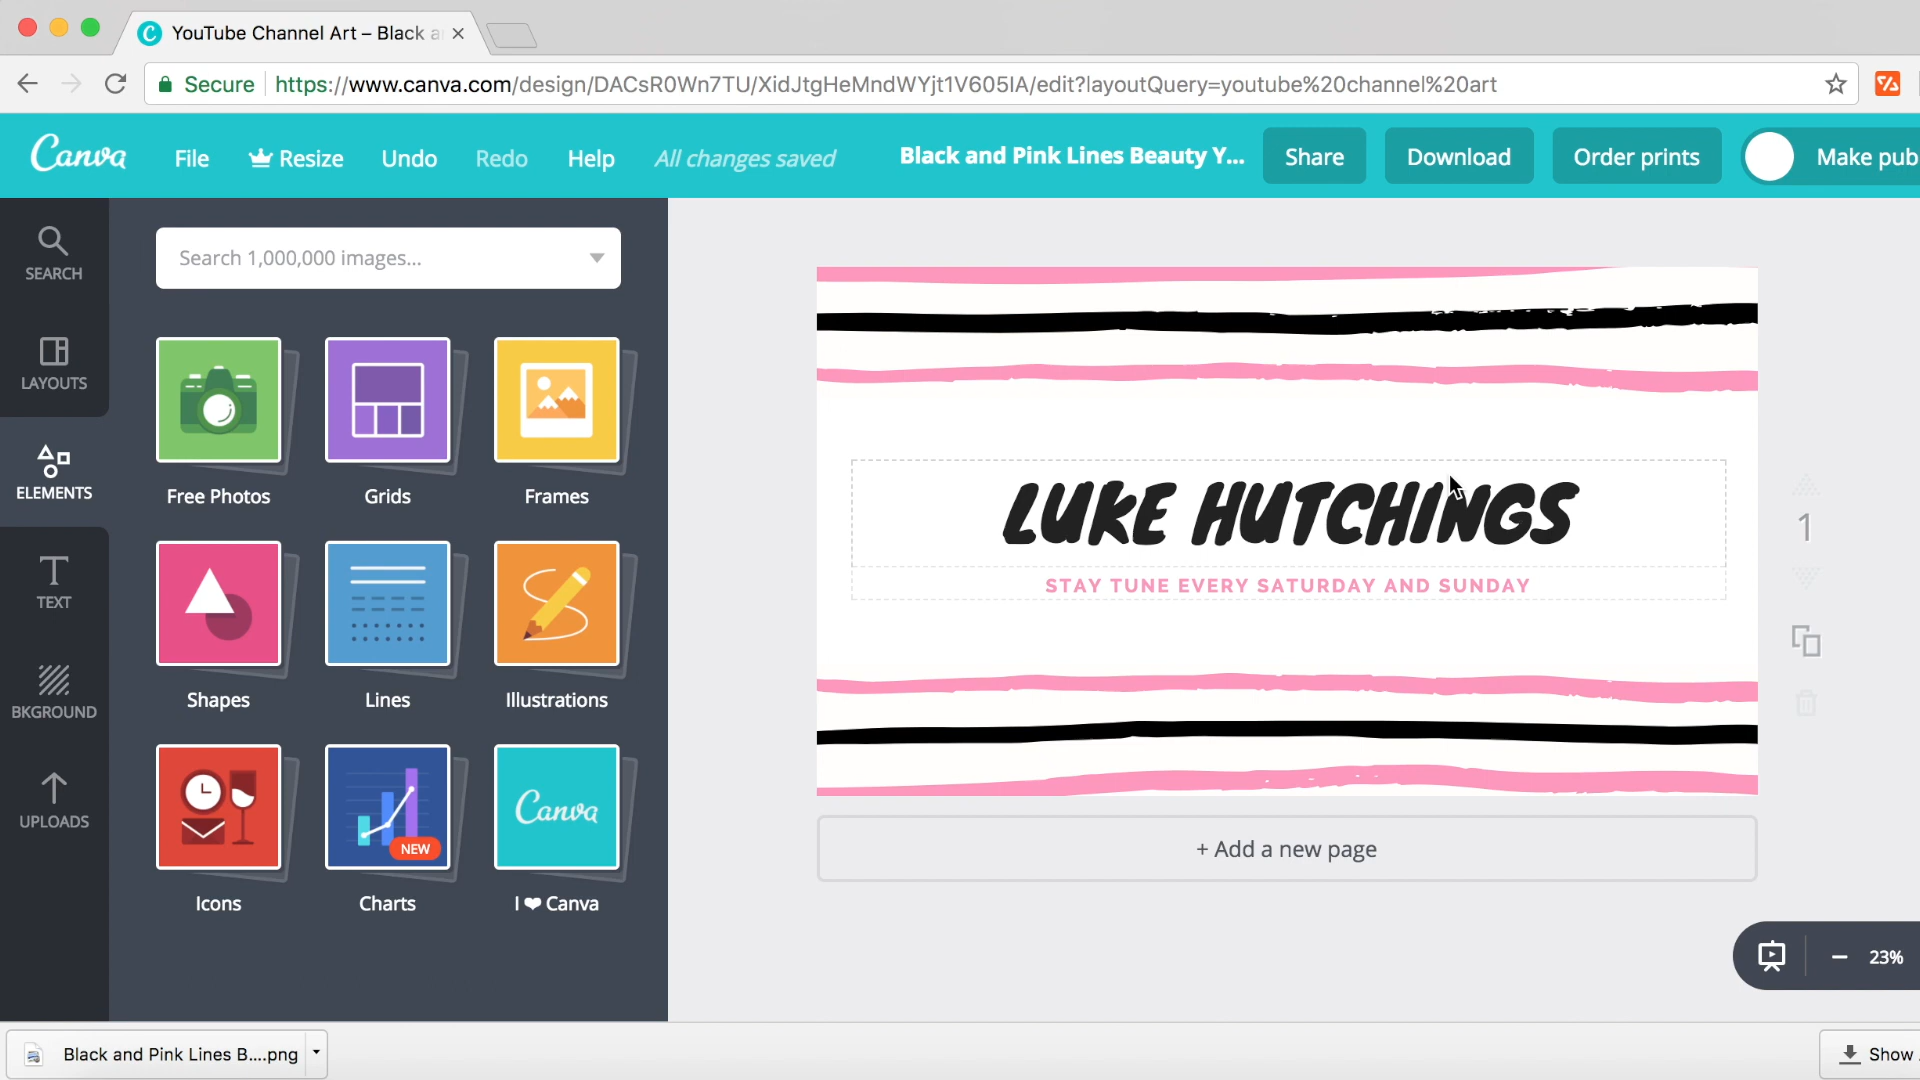 YouTube Channel Art – Black a
Secure https://www.canva.com/design/DACsR0Wn7TU/XidJtgHeMndWYjt1V605IA/edit?layoutQuery=youtube%20channel%20art
Canva File Resize Undo Redo Help All changes saved Black and Pink Lines Beauty Y... Share Download Order prints Make pub
SEARCH
LAYOUTS
ELEMENTS
TEXT
BKGROUND
UPLOADS
Search 1,000,000 images...
Free Photos Grids Frames
Shapes Lines Illustrations
NEW
Canva
Icons Charts I ❤ Canva
LUKE HUTCHINGS
STAY TUNE EVERY SATURDAY AND SUNDAY
1
+ Add a new page
23%
Black and Pink Lines B....png
Show